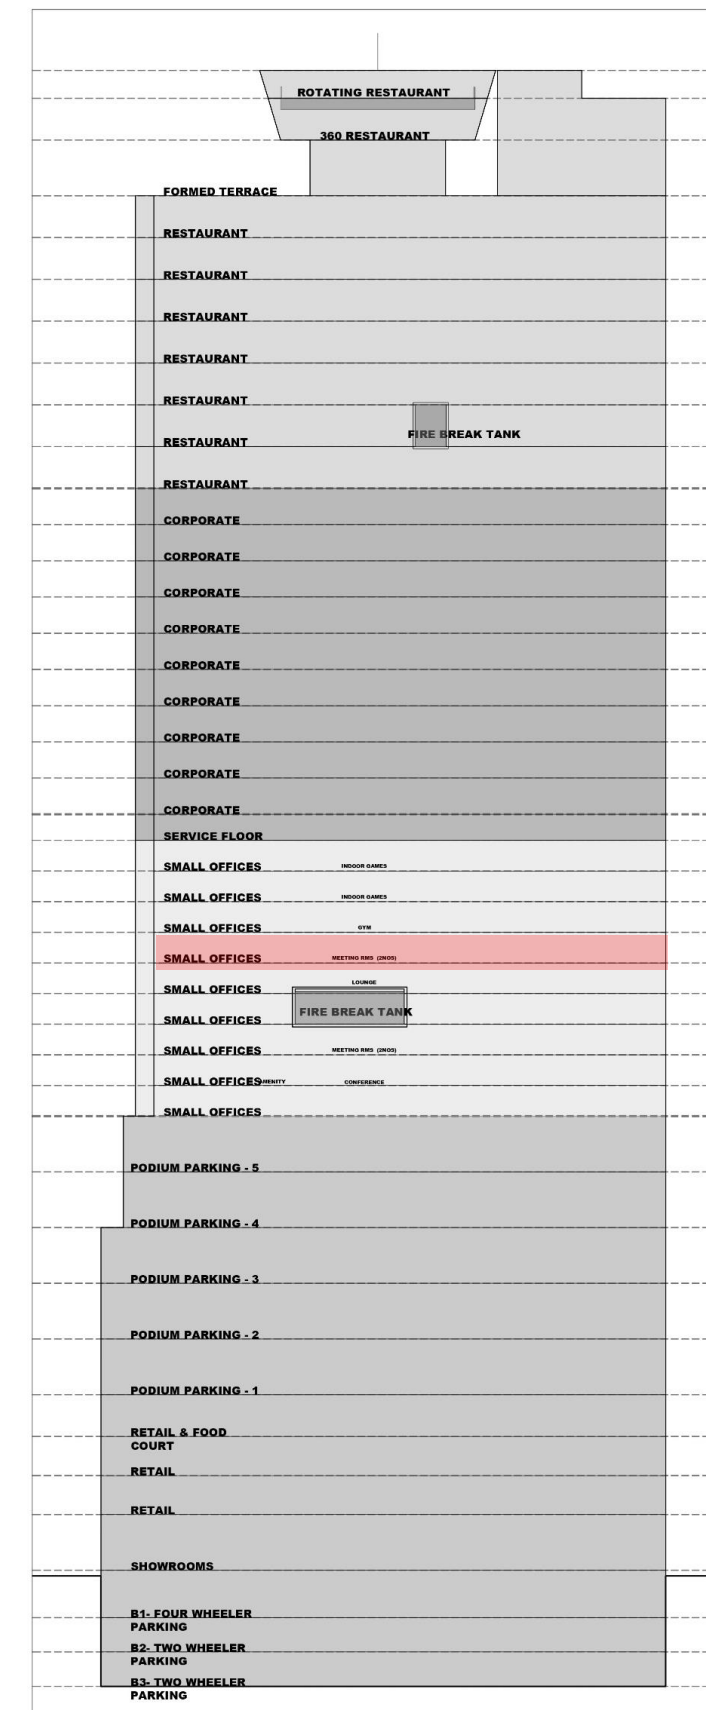 ROTATING RESTAURANT
360 RESTAURANT
FORMED TERRACE
RESTAURANT
RESTAURANT
RESTAURANT
RESTAURANT
RESTAURANT
FIRE BREAK TANK
RESTAURANT
RESTAURANT
CORPORATE
CORPORATE
CORPORATE
CORPORATE
CORPORATE
CORPORATE
CORPORATE
CORPORATE
CORPORATE
SERVICE FLOOR
SMALL OFFICES INDOOR GAMES
SMALL OFFICES INDOOR GAMES
SMALL OFFICES GYM
SMALL OFFICES MEETING RMS (2NOS)
LOUNGE
SMALL OFFICES
FIRE BREAK TANK
SMALL OFFICES
SMALL OFFICES MEETING RMS (2NOS)
SMALL OFFICES AMENITY CONFERENCE
SMALL OFFICES
PODIUM PARKING - 5
PODIUM PARKING - 4
PODIUM PARKING - 3
PODIUM PARKING - 2
PODIUM PARKING - 1
RETAIL & FOOD
COURT
RETAIL
RETAIL
SHOWROOMS
B1- FOUR WHEELER
PARKING
B2- TWO WHEELER
PARKING
B3- TWO WHEELER
PARKING